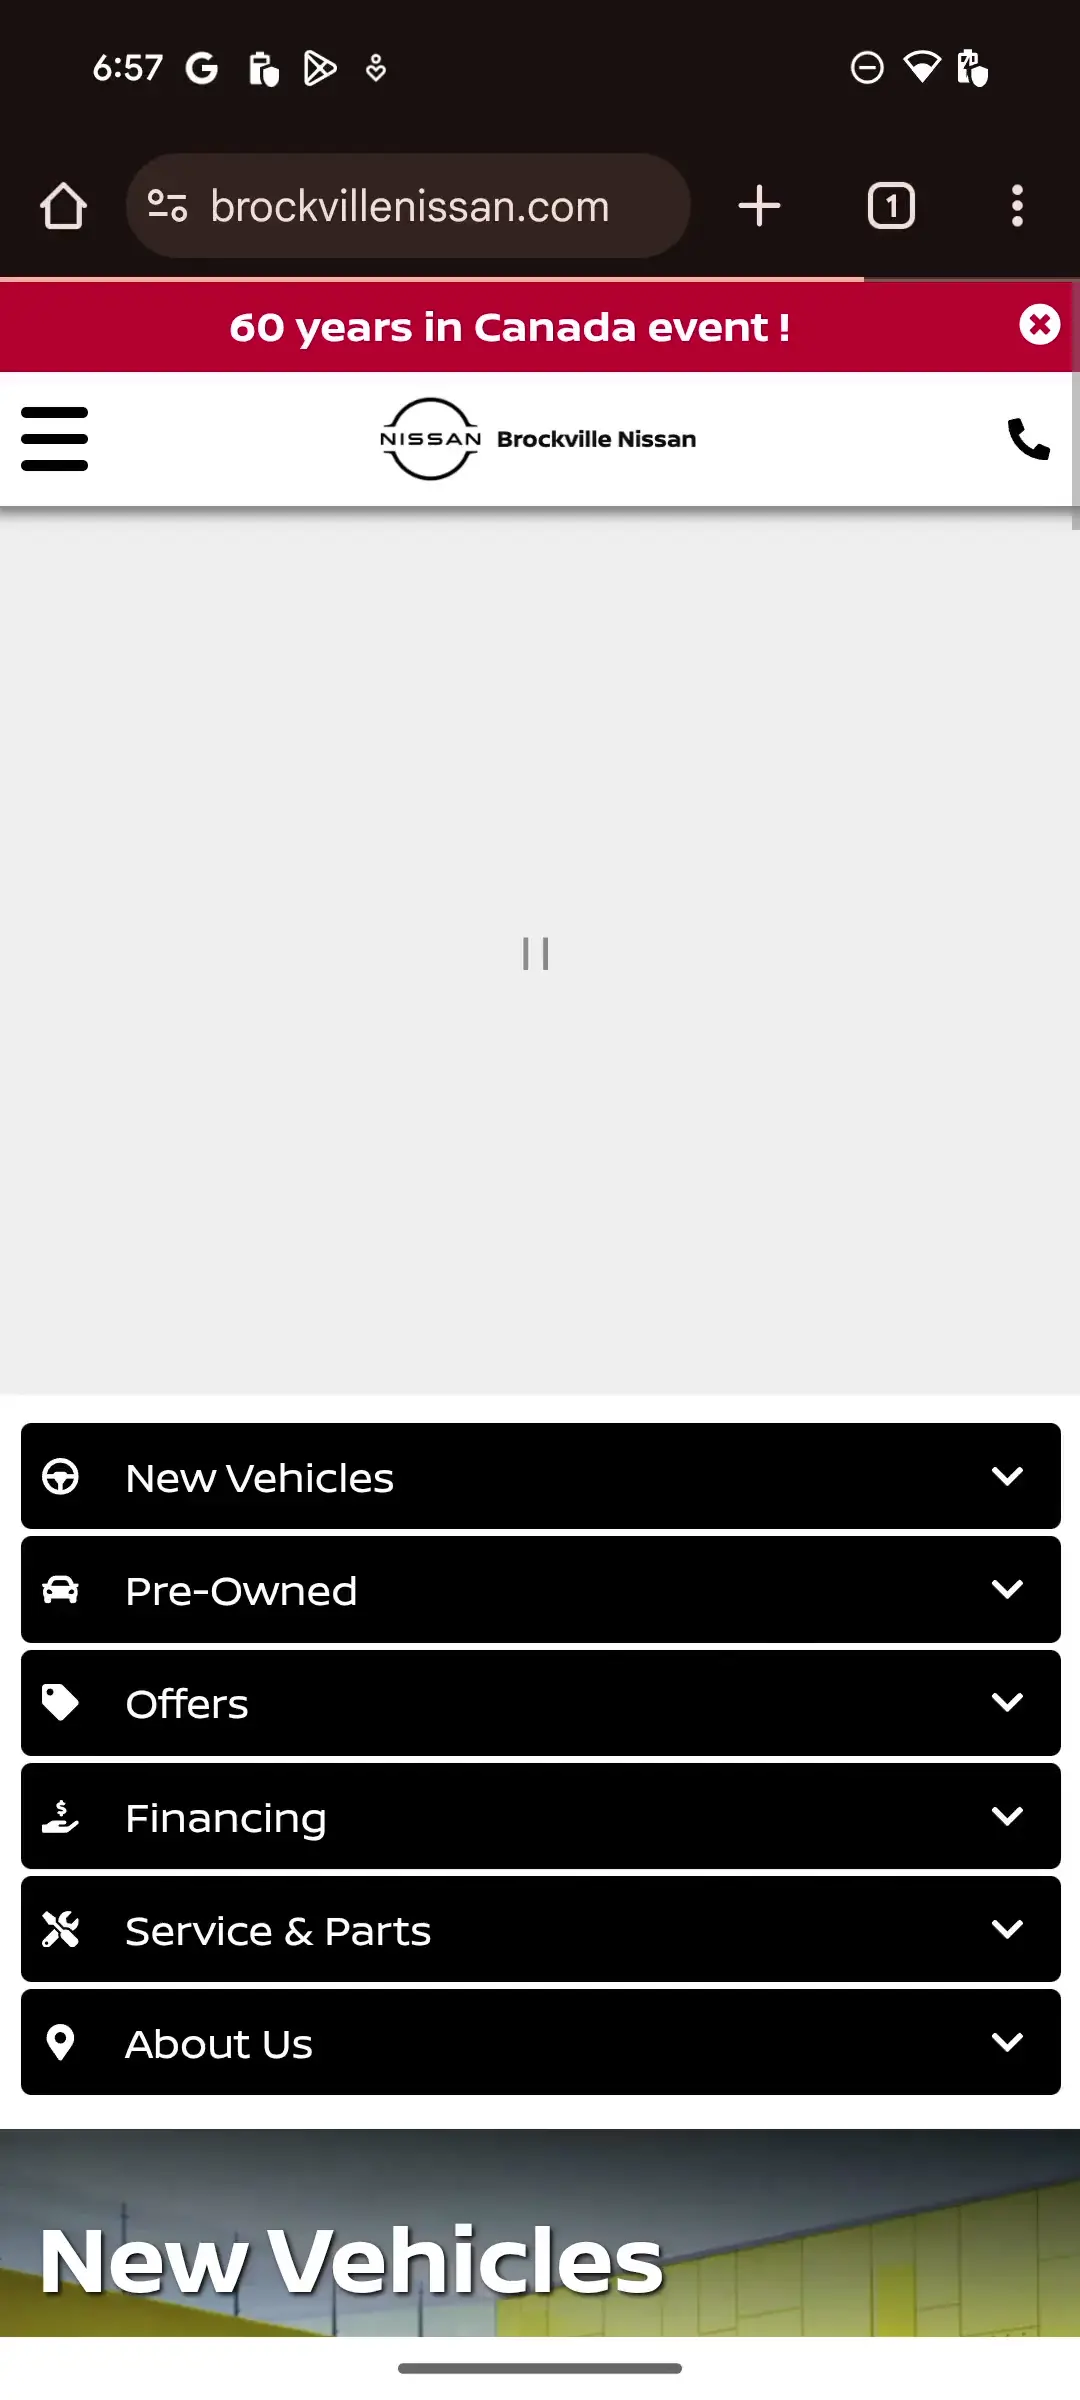 6:57
brockvillenissan.com
1
60 years in Canada event !
NISSAN Brockville Nissan
New Vehicles
Pre-Owned
Offers
Financing
Service & Parts
About Us
New Vehicles